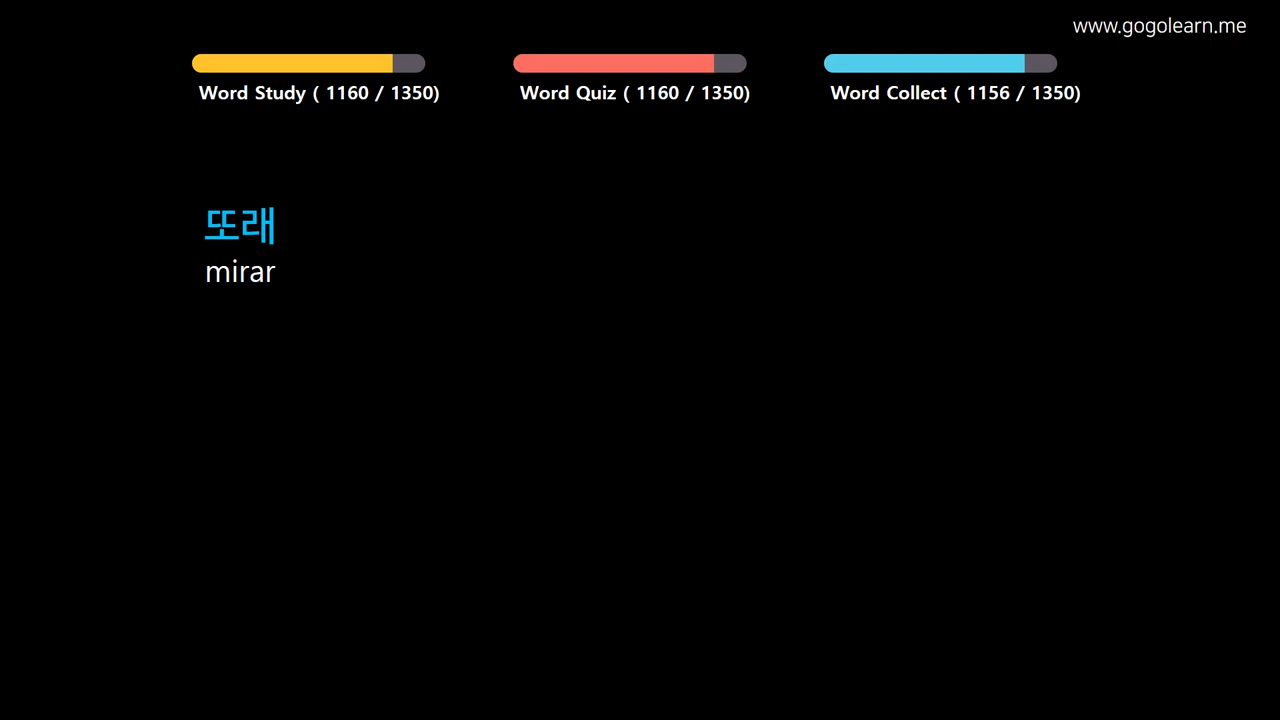 www.gogolearn.me
Word Study ( 1160 / 1350)
Word Quiz ( 1160 / 1350)
Word Collect ( 1156 / 1350)
또래
mirar